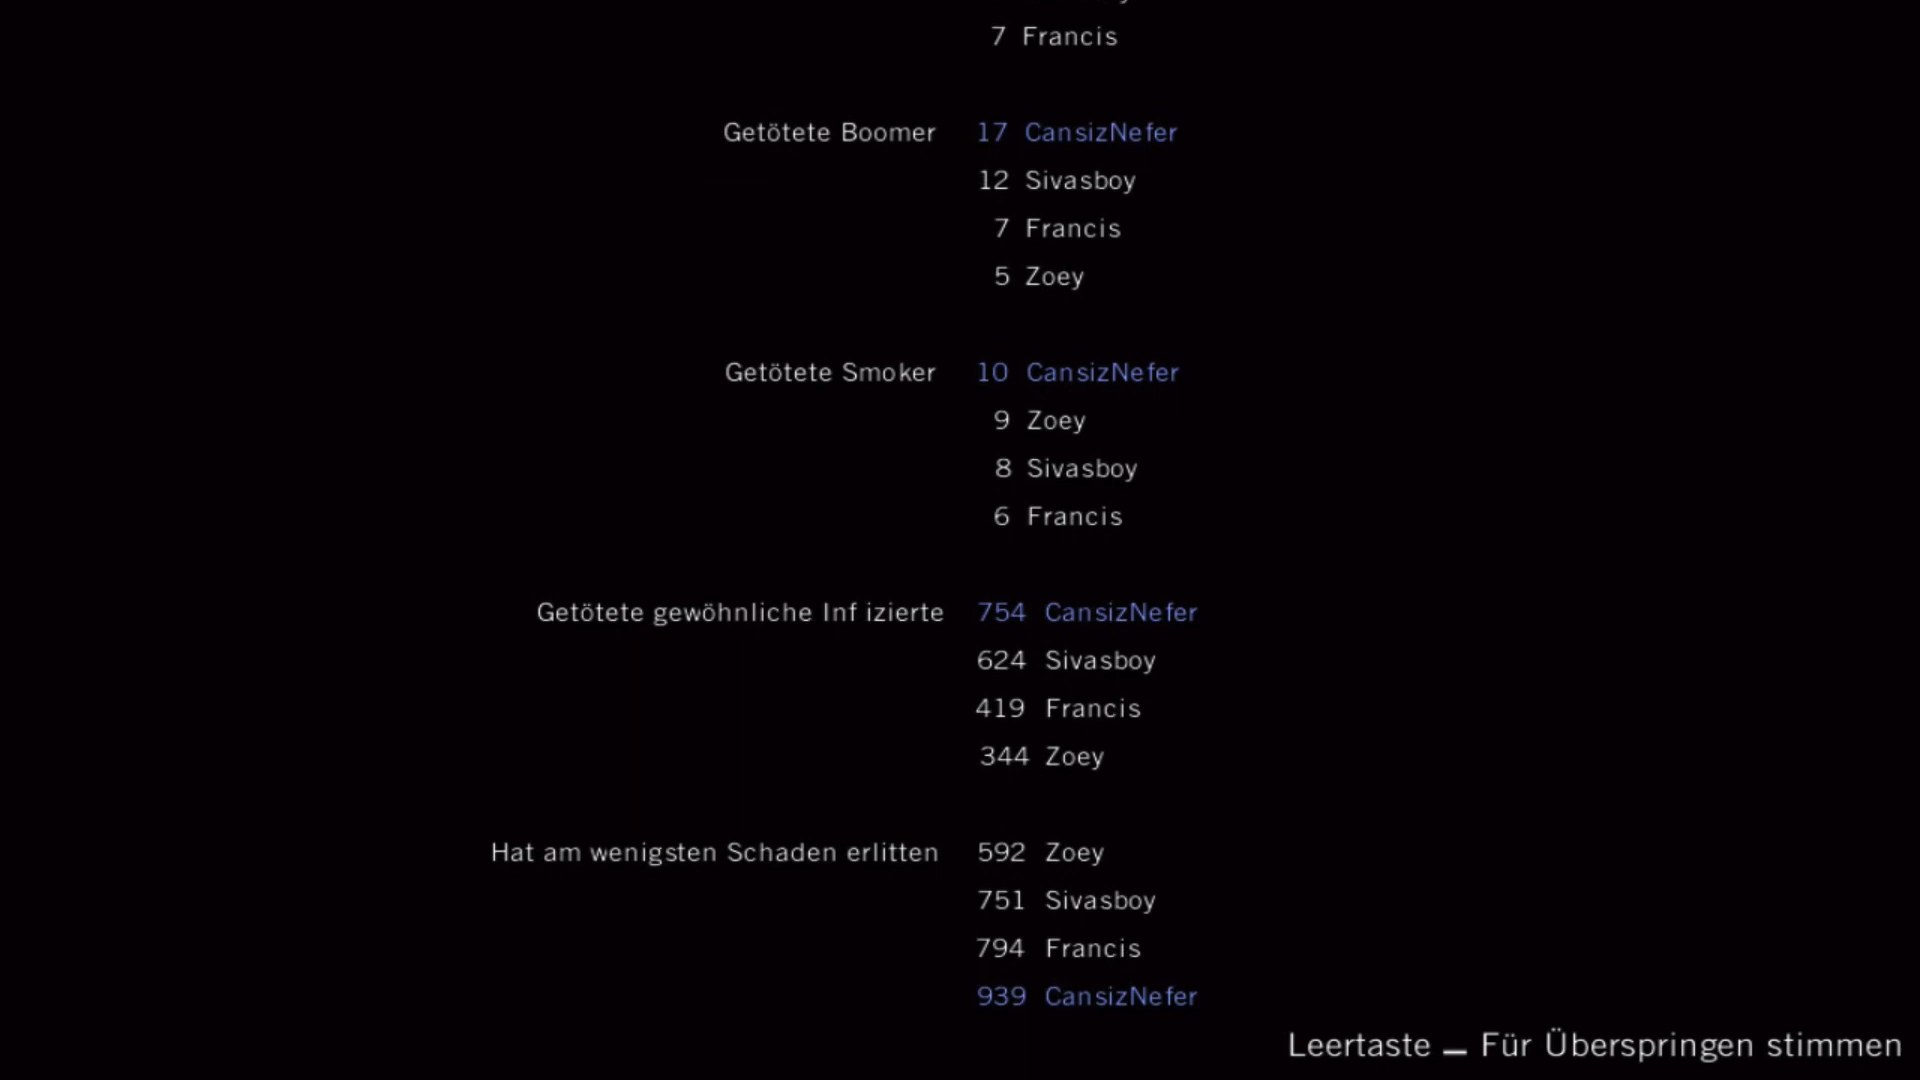 7 Francis
Getötete Boomer 17 CansizNefer
12 Sivasboy
7 Francis
5 Zoey
Getötete Smoker 10 CansizNefer
9 Zoey
8 Sivasboy
6 Francis
Getötete gewöhnliche Inf izierte 754 CansizNefer
624 Sivasboy
419 Francis
344 Zoey
Hat am wenigsten Schaden erlitten 592 Zoey
751 Sivasboy
794 Francis
939 CansizNefer
Leertaste – Für Überspringen stimmen